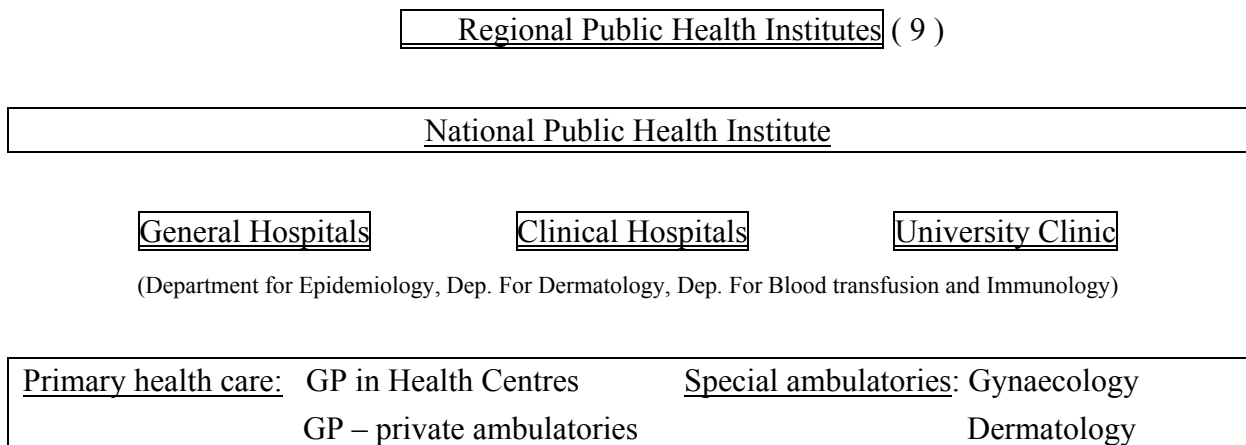 Regional Public Health Institutes ( 9 )
National Public Health Institute
General Hospitals Clinical Hospitals University Clinic
(Department for Epidemiology, Dep. For Dermatology, Dep. For Blood transfusion and Immunology)
Primary health care: GP in Health Centres Special ambulatories: Gynaecology
GP – private ambulatories Dermatology